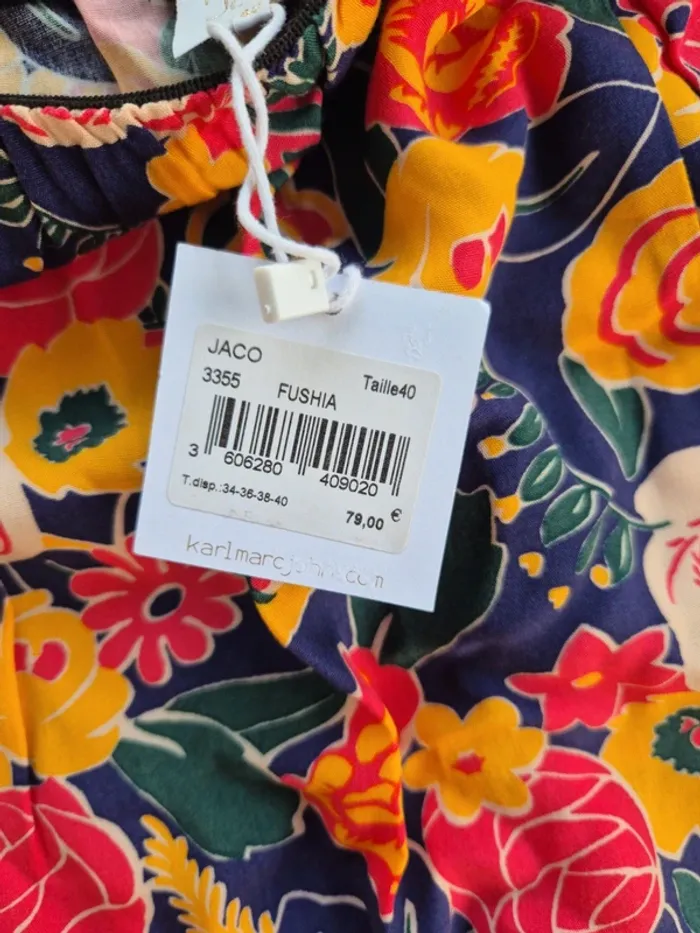 JACO
3355 FUSHIA Taille40
3 606280 409020
T.disp.:34-36-38-40
79,00 €
karlmarcjohn.com